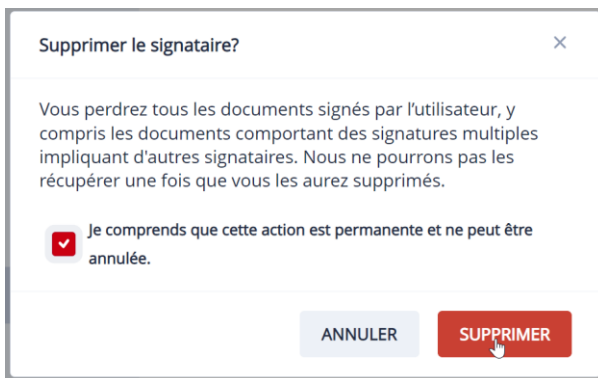 Supprimer le signataire?
Vous perdrez tous les documents signés par l’utilisateur, y
compris les documents comportant des signatures multiples
impliquant d'autres signataires. Nous ne pourrons pas les
récupérer une fois que vous les aurez supprimés.
Je comprends que cette action est permanente et ne peut être
annulée.
ANNULER
SUPPRIMER